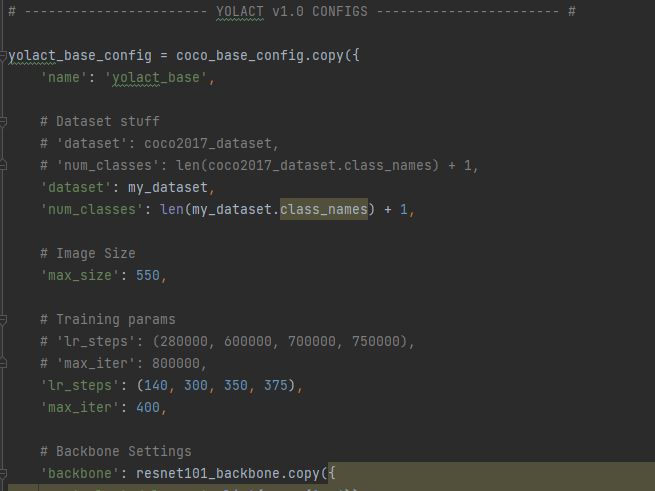 # ---------------------- YOLACT v1.0 CONFIGS ---------------------- #
yolact_base_config = coco_base_config.copy({
'name': 'yolact_base',
# Dataset stuff
# 'dataset': coco2017_dataset,
# 'num_classes': len(coco2017_dataset.class_names) + 1,
'dataset': my_dataset,
'num_classes': len(my_dataset.class_names) + 1,
# Image Size
'max_size': 550,
# Training params
# 'lr_steps': (280000, 600000, 700000, 750000),
# 'max_iter': 800000,
'lr_steps': (140, 300, 350, 375),
'max_iter': 400,
# Backbone Settings
'backbone': resnet101_backbone.copy({